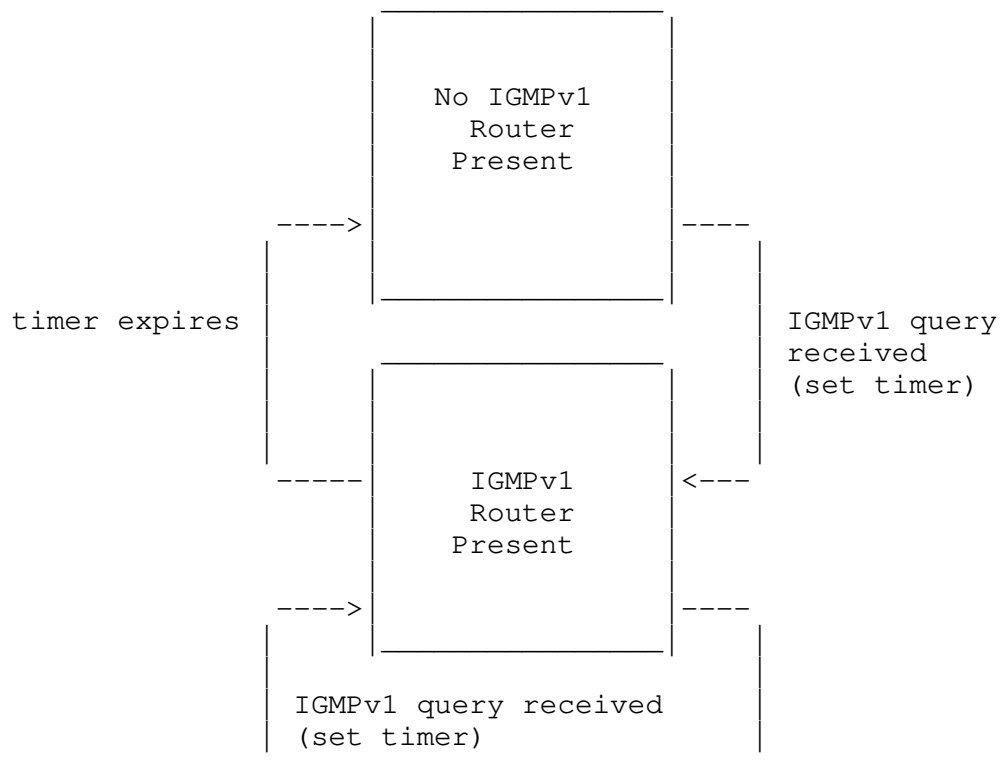 No IGMPv1
Router
Present
timer expires
IGMPv1 query
received
(set timer)
IGMPv1
Router
Present
IGMPv1 query received
(set timer)